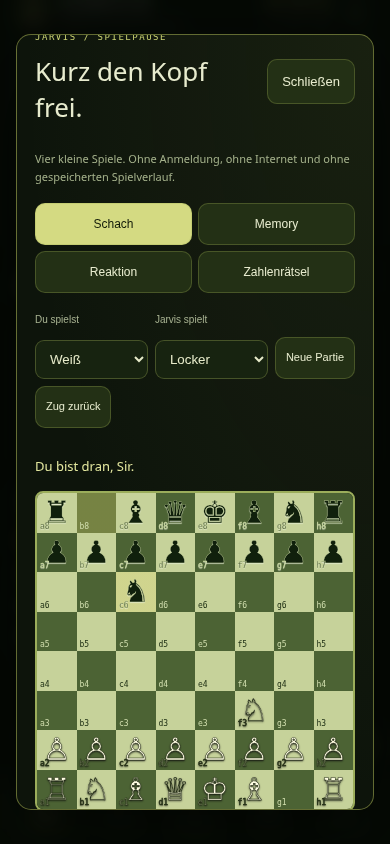 JARVIS / SPIELPAUSE
Kurz den Kopf
frei.
Schließen
Vier kleine Spiele. Ohne Anmeldung, ohne Internet und ohne
gespeicherten Spielverlauf.
Schach
Memory
Reaktion
Zahlenrätsel
Du spielst
Jarvis spielt
Weiß
Locker
Neue Partie
Zug zurück
Du bist dran, Sir.
a8 b8 c8 d8 e8 f8 g8 h8
a7 b7 c7 d7 e7 f7 g7 h7
a6 b6 c6 d6 e6 f6 g6 h6
a5 b5 c5 d5 e5 f5 g5 h5
a4 b4 c4 d4 e4 f4 g4 h4
a3 b3 c3 d3 e3 f3 g3 h3
a2 c2 e2 g2
b1 d1 f1 g1 h1